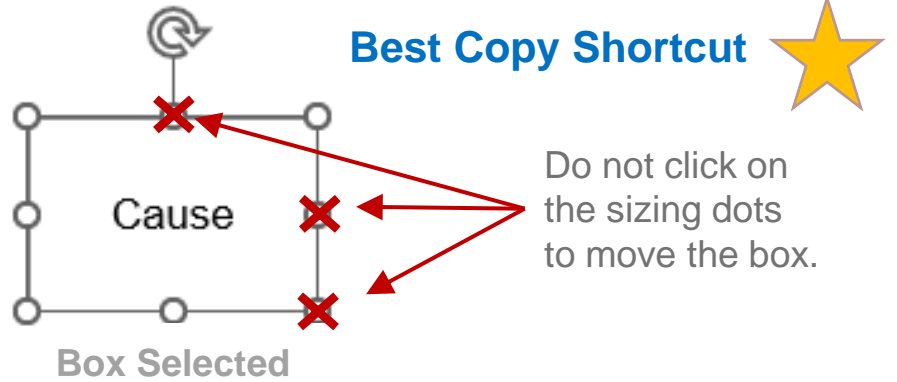 Best Copy Shortcut
Cause
Do not click on
the sizing dots
to move the box.
Box Selected